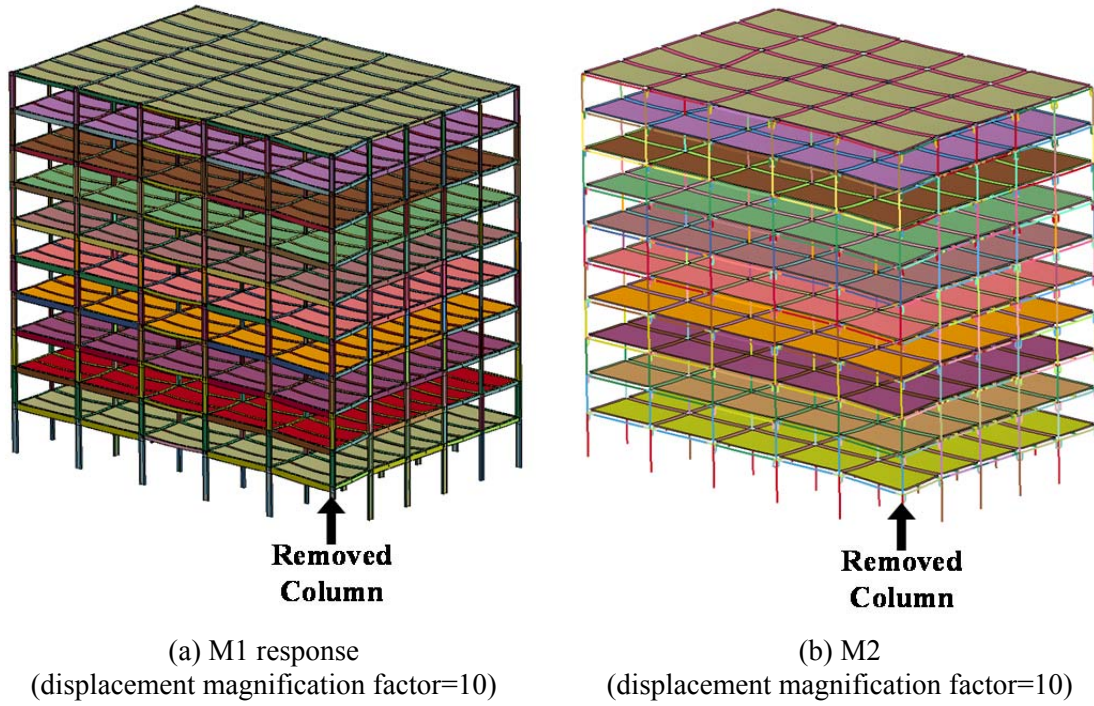 Removed
Column
Removed
Column
(a) M1 response
(displacement magnification factor=10)
(b) M2
(displacement magnification factor=10)